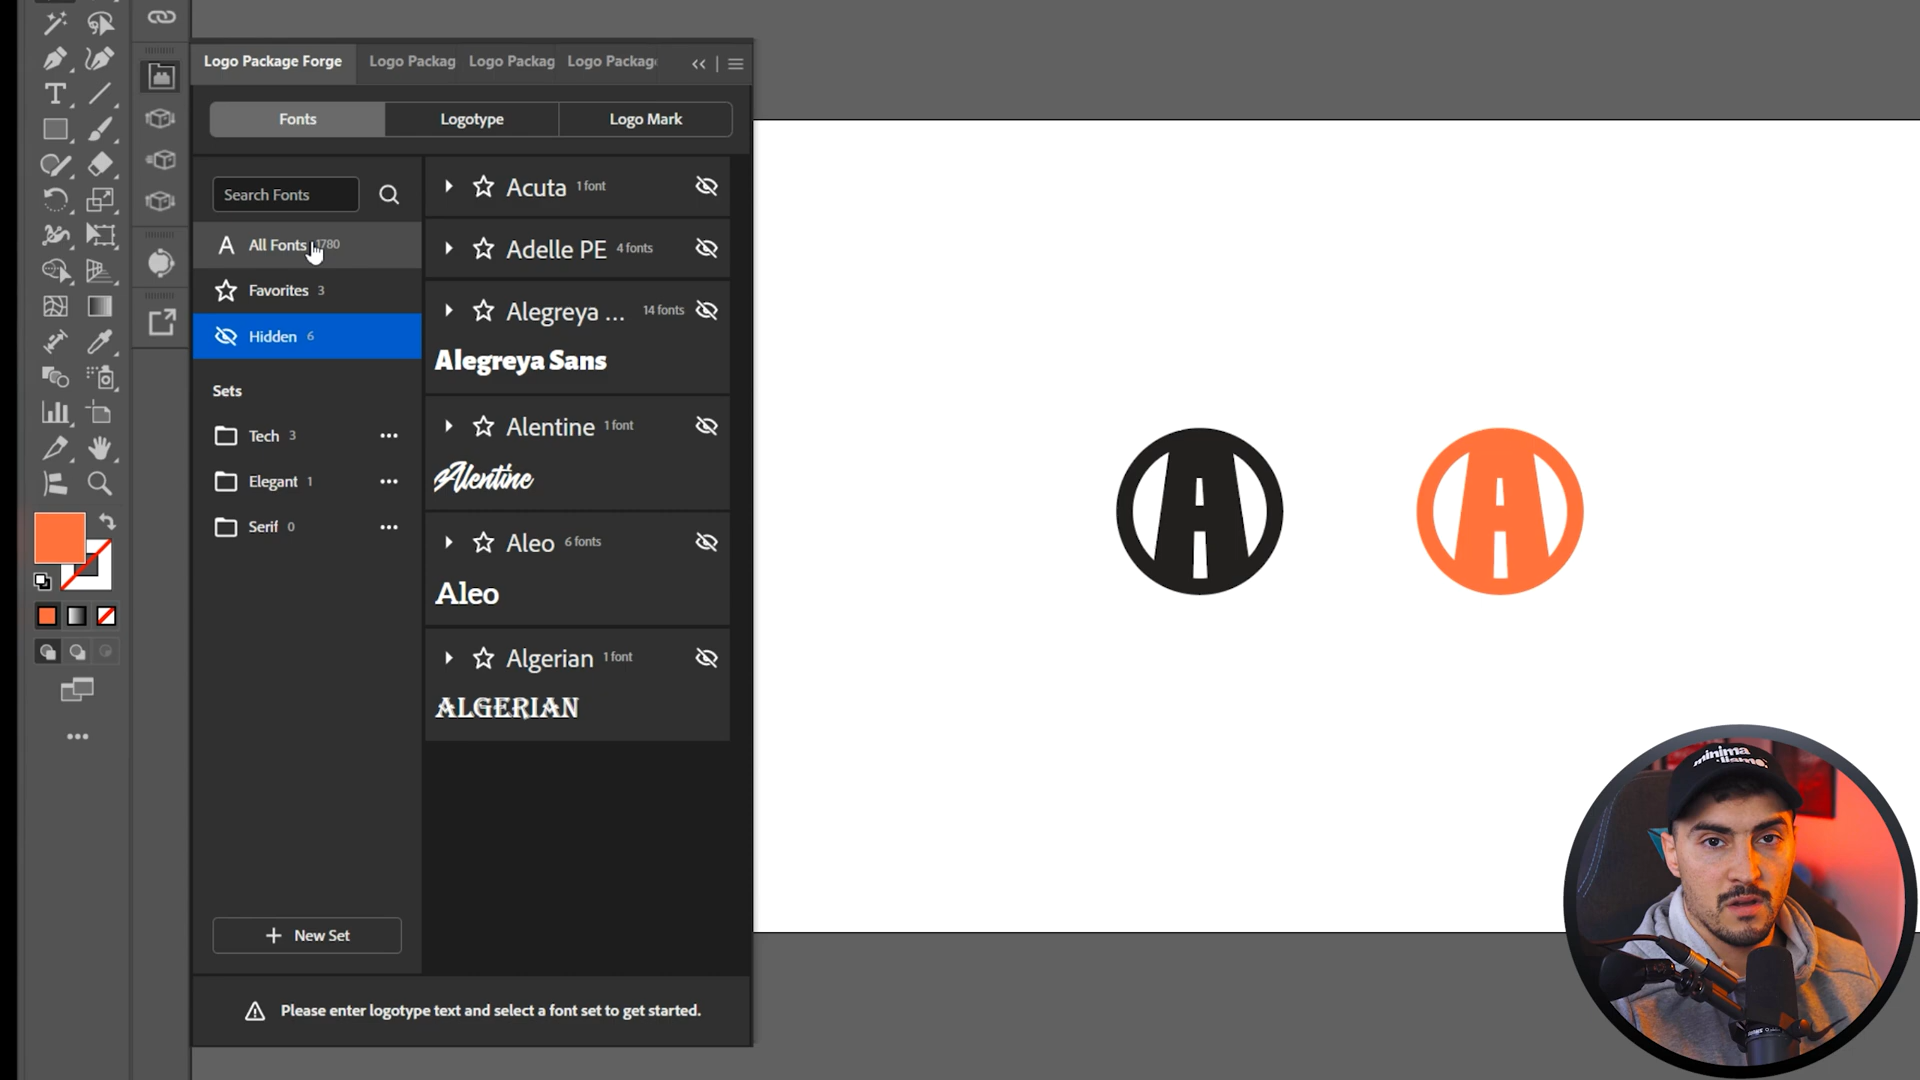 Logo Package Forge
Logo Packag
Logo Packag
Logo Package
Fonts
Logotype
Logo Mark
Search Fonts
All Fonts 1780
Favorites 3
Hidden 6
Sets
Tech 3
Elegant 1
Serif 0
New Set
Acuta 1 font
Adelle PE 4 fonts
Alegreya ... 14 fonts
Alegreya Sans
Alentine 1 font
Alentine
Aleo 6 fonts
Aleo
Algerian 1 font
ALGERIAN
Please enter logotype text and select a font set to get started.
minima
lismo.